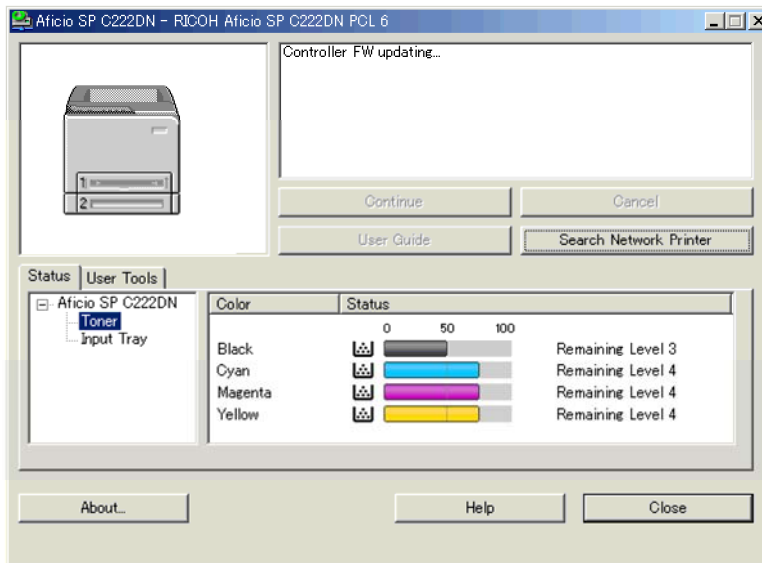 Aficio SP C222DN - RICOH Aficio SP C222DN PCL 6
Controller FW updating...
1
2
Continue Cancel
User Guide Search Network Printer
Status User Tools
Aficio SP C222DN
Toner
Input Tray
Color Status
0 50 100
Black Remaining Level 3
Cyan Remaining Level 4
Magenta Remaining Level 4
Yellow Remaining Level 4
About... Help Close